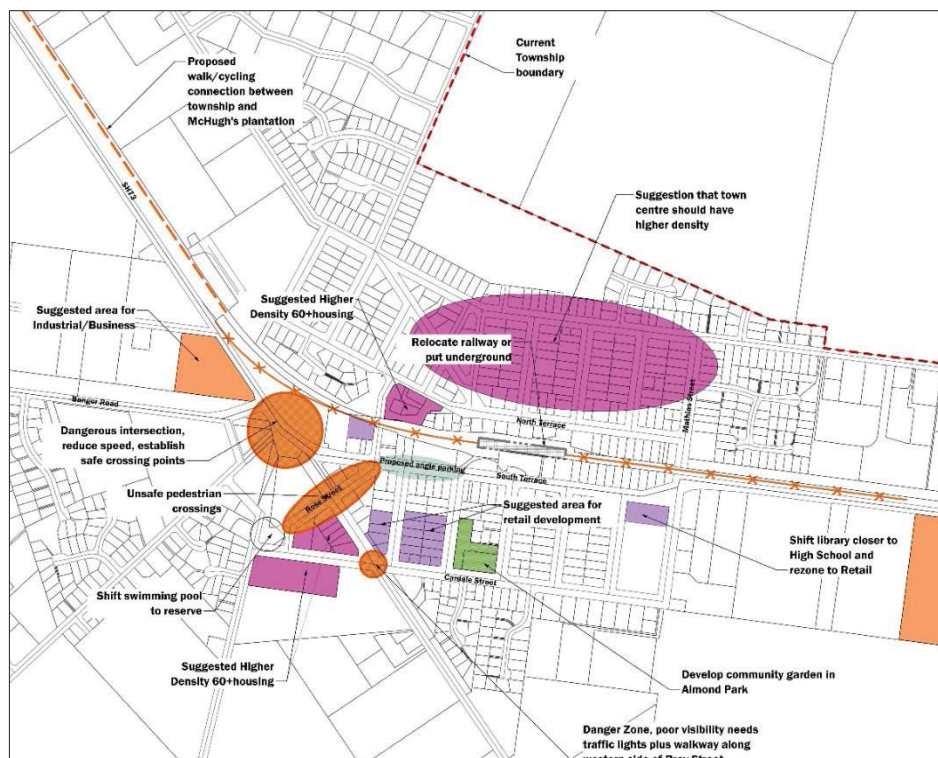 Proposed
walk/cycling
connection between
township and
McHugh's plantation
Current
Township
boundary
SH73
Suggestion that town
centre should have
higher density
Suggested area for
Industrial/Business
Suggested Higher
Density 60+housing
Relocate railway or
put underground
Bangor Road
Mathias Street
North Terrace
Dangerous intersection,
reduce speed, establish
safe crossing points
Proposed angle parking
South Terrace
Unsafe pedestrian
crossings
Ross Street
Suggested area for
retail development
Shift library closer to
High School and
rezone to Retail
Cardale Street
Shift swimming pool
to reserve
Suggested Higher
Density 60+housing
Develop community garden in
Almond Park
Danger Zone, poor visibility needs
traffic lights plus walkway along